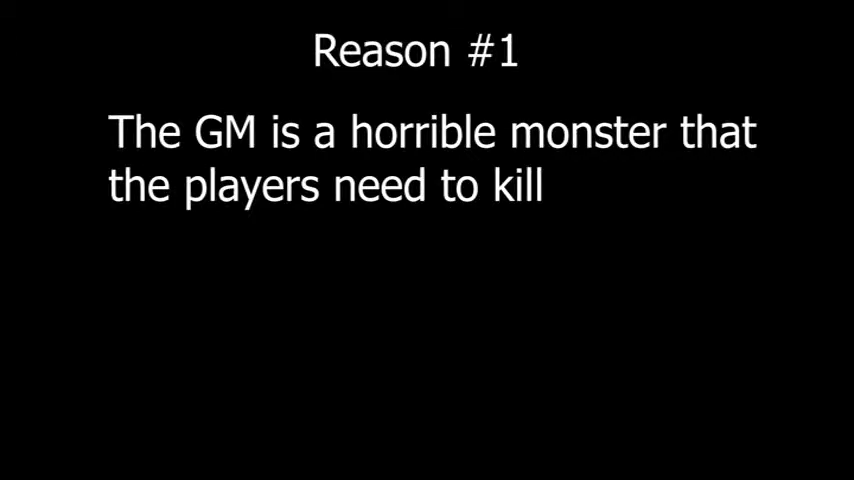 Reason #1
The GM is a horrible monster that
the players need to kill